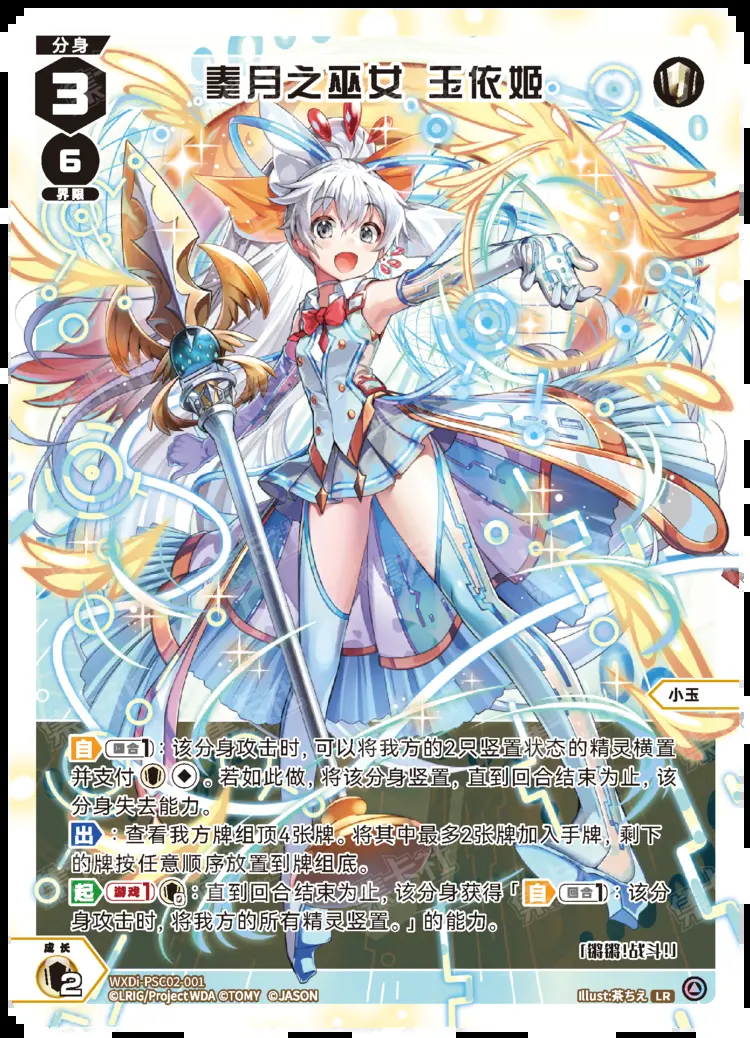 分身
3
素月之巫女 玉依姬
6
界限
小玉
自 回合1：该分身攻击时，可以将我方的2只竖置状态的精灵横置
并支付 。若如此做，将该分身竖置，直到回合结束为止，该
分身失去能力。
出：查看我方牌组顶4张牌。将其中最多2张牌加入手牌，剩下
的牌按任意顺序放置到牌组底。
起 游戏1 0：直到回合结束为止，该分身获得「自 回合1：该分
身攻击时，将我方的所有精灵竖置。」的能力。
「锵锵!战斗!」
成长
2
WXDi-PSC02-001
©LRIG/Project WDA ©TOMY ©JASON
Illust:茶ちえ LR